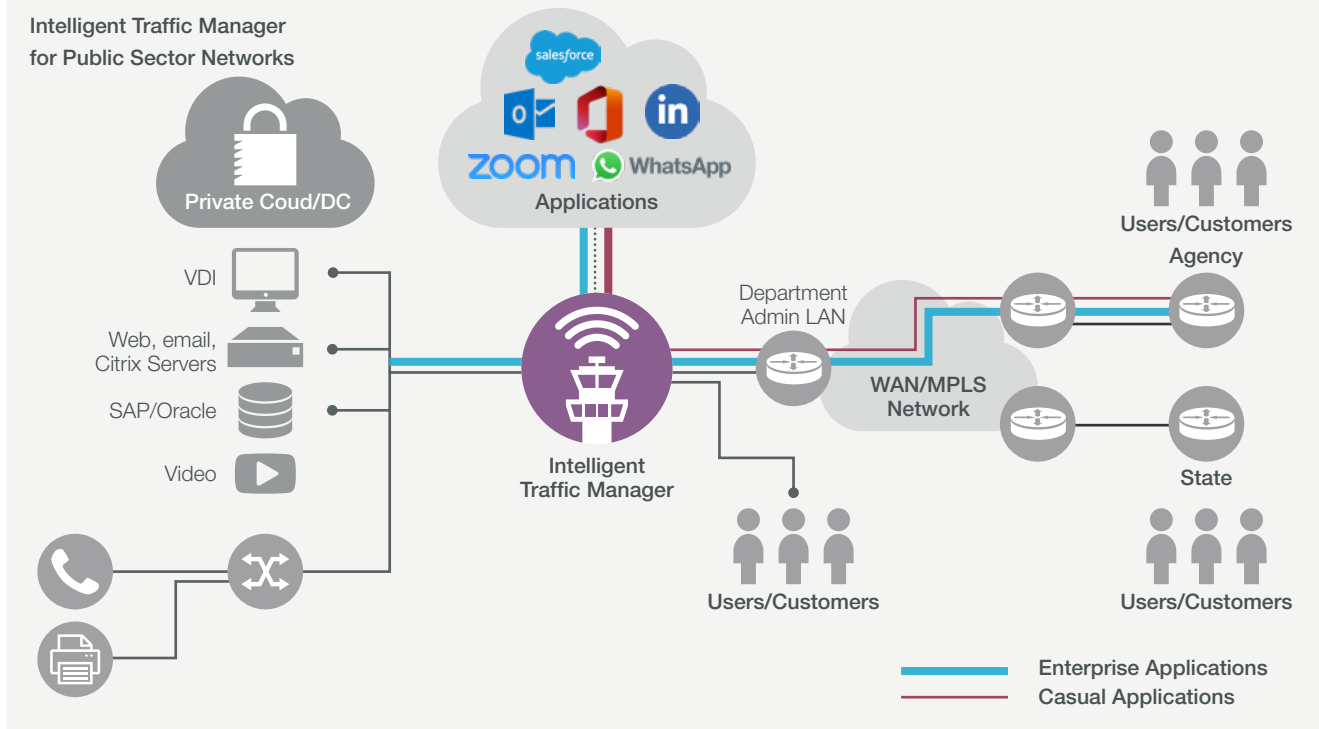 Intelligent Traffic Manager
for Public Sector Networks
salesforce
o
in
zoom
WhatsApp
Applications
Private Coud/DC
VDI
Web, email,
Citrix Servers
SAP/Oracle
Video
Intelligent
Traffic Manager
Department
Admin LAN
WAN/MPLS
Network
Users/Customers
Agency
State
Users/Customers
Users/Customers
Enterprise Applications
Casual Applications